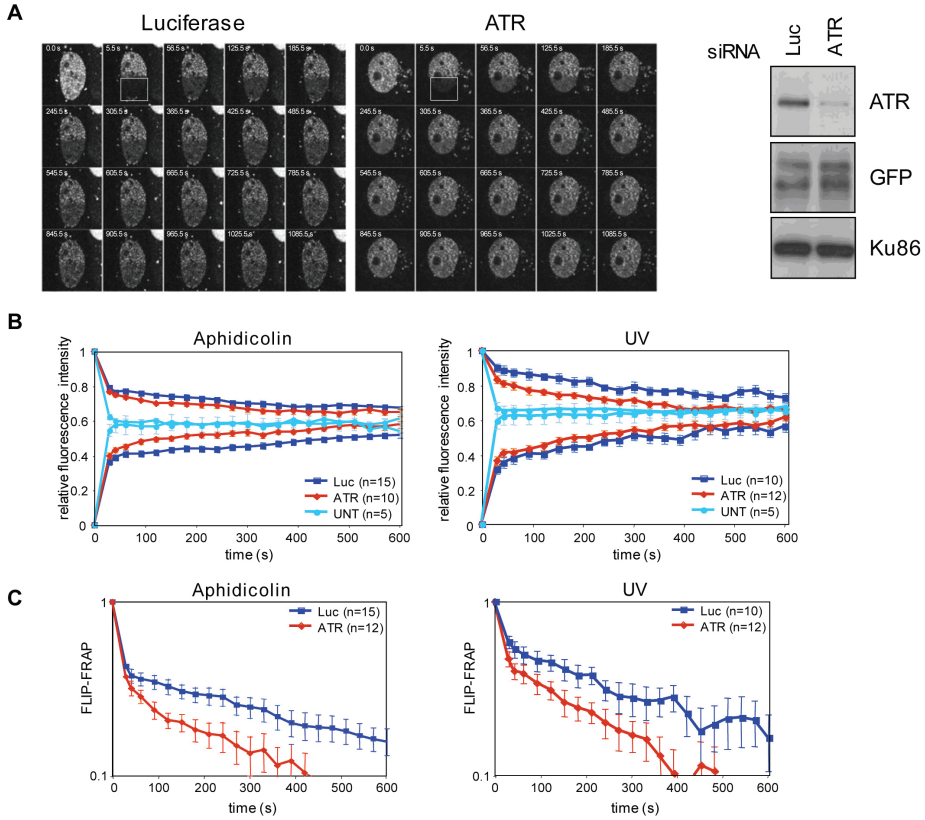 A
Luciferase
ATR
siRNA
Luc
ATR
0.0 s 5.5 s 56.5 s 125.5 s 185.5 s
245.5 s 305.5 s 365.5 s 425.5 s 485.5 s
545.5 s 605.5 s 665.5 s 725.5 s 785.5 s
845.5 s 905.5 s 965.5 s 1025.5 s 1085.5 s
0.0 s 5.5 s 56.5 s 125.5 s 185.5 s
245.5 s 305.5 s 365.5 s 425.5 s 485.5 s
545.5 s 605.5 s 665.5 s 725.5 s 785.5 s
845.5 s 905.5 s 965.5 s 1025.5 s 1085.5 s
ATR
GFP
Ku86
B
Aphidicolin
relative fluorescence intensity
1
0.8
0.6
0.4
0.2
0
Luc (n=15)
ATR (n=10)
UNT (n=5)
0 100 200 300 400 500 600
time (s)
UV
relative fluorescence intensity
1
0.8
0.6
0.4
0.2
0
Luc (n=10)
ATR (n=12)
UNT (n=5)
0 100 200 300 400 500 600
time (s)
C
Aphidicolin
FLIP-FRAP
1
0.1
Luc (n=15)
ATR (n=12)
0 100 200 300 400 500 600
time (s)
UV
FLIP-FRAP
1
0.1
Luc (n=10)
ATR (n=12)
0 100 200 300 400 500 600
time (s)